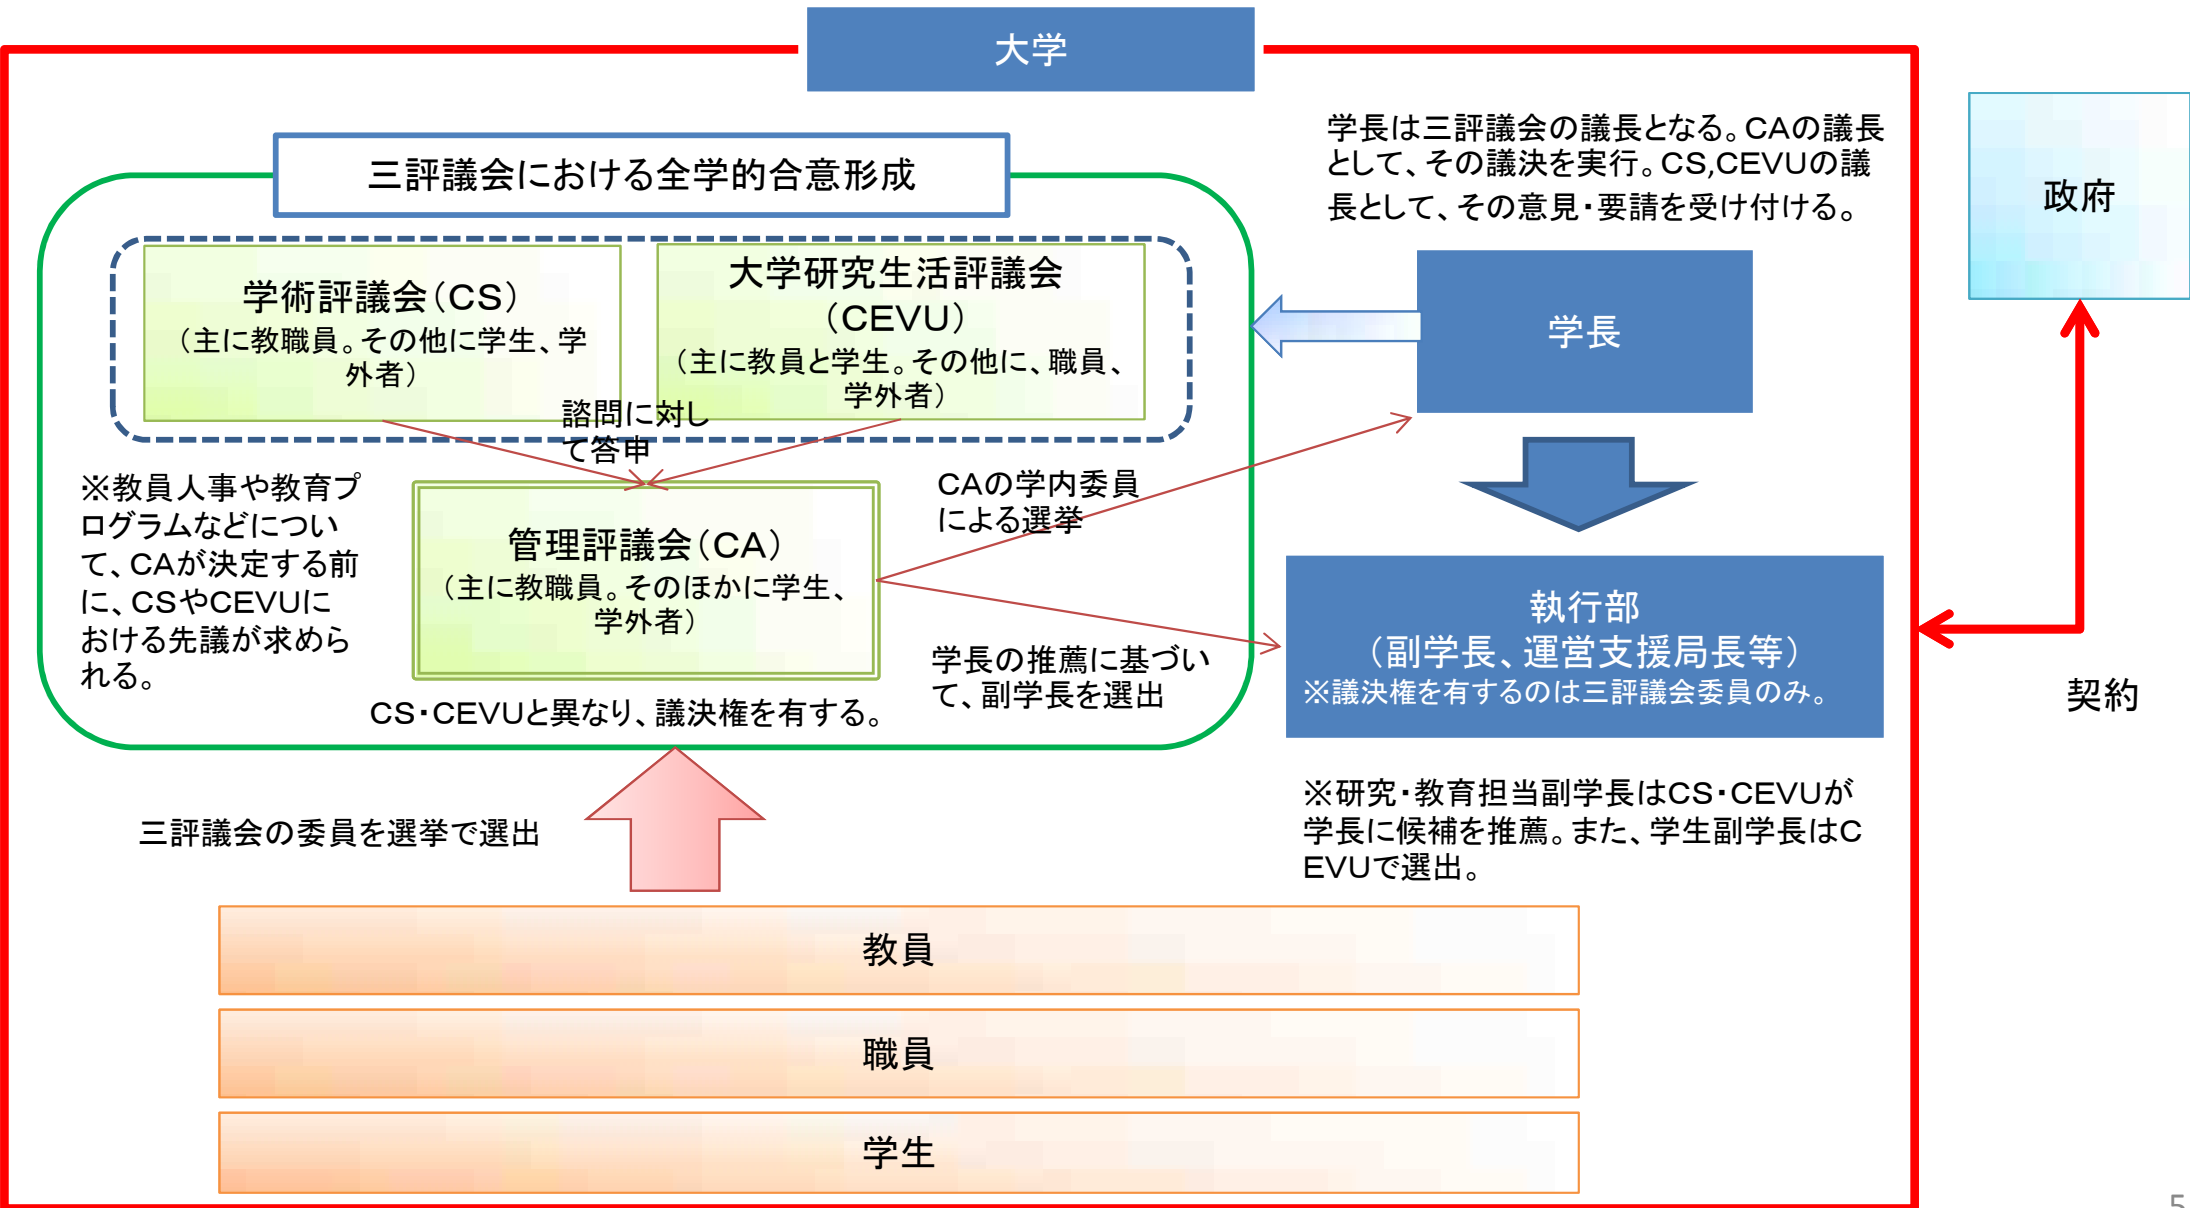 大学
学長は三評議会の議長となる。CAの議長
として、その議決を実行。CS,CEVUの議
長として、その意見・要請を受け付ける。
政府
三評議会における全学的合意形成
学術評議会（CS）
（主に教職員。その他に学生、学
外者）
大学研究生活評議会
（CEVU）
（主に教員と学生。その他に、職員、
学外者）
学長
諮問に対し
て答申
※教員人事や教育プ
ログラムなどについ
て、CAが決定する前
に、CSやCEVUに
おける先議が求めら
れる。
CAの学内委員
による選挙
管理評議会（CA）
（主に教職員。そのほかに学生、
学外者）
執行部
（副学長、運営支援局長等）
※議決権を有するのは三評議会委員のみ。
学長の推薦に基づい
て、副学長を選出
CS・CEVUと異なり、議決権を有する。
契約
三評議会の委員を選挙で選出
※研究・教育担当副学長はCS・CEVUが
学長に候補を推薦。また、学生副学長はC
EVUで選出。
教員
職員
学生
5